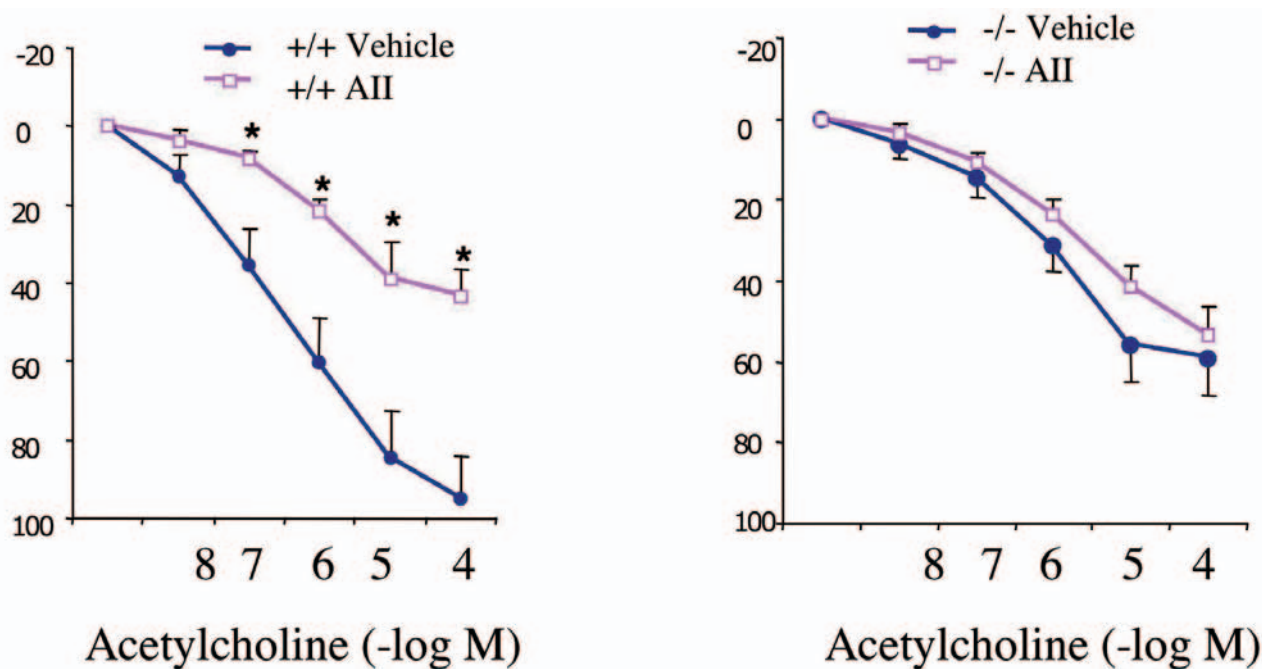 +/+ Vehicle
+/+ AII
-20
0
20
40
60
80
100
*
*
*
*
8 7 6 5 4
Acetylcholine (-log M)
-/- Vehicle
-/- AII
-20
0
20
40
60
80
100
8 7 6 5 4
Acetylcholine (-log M)